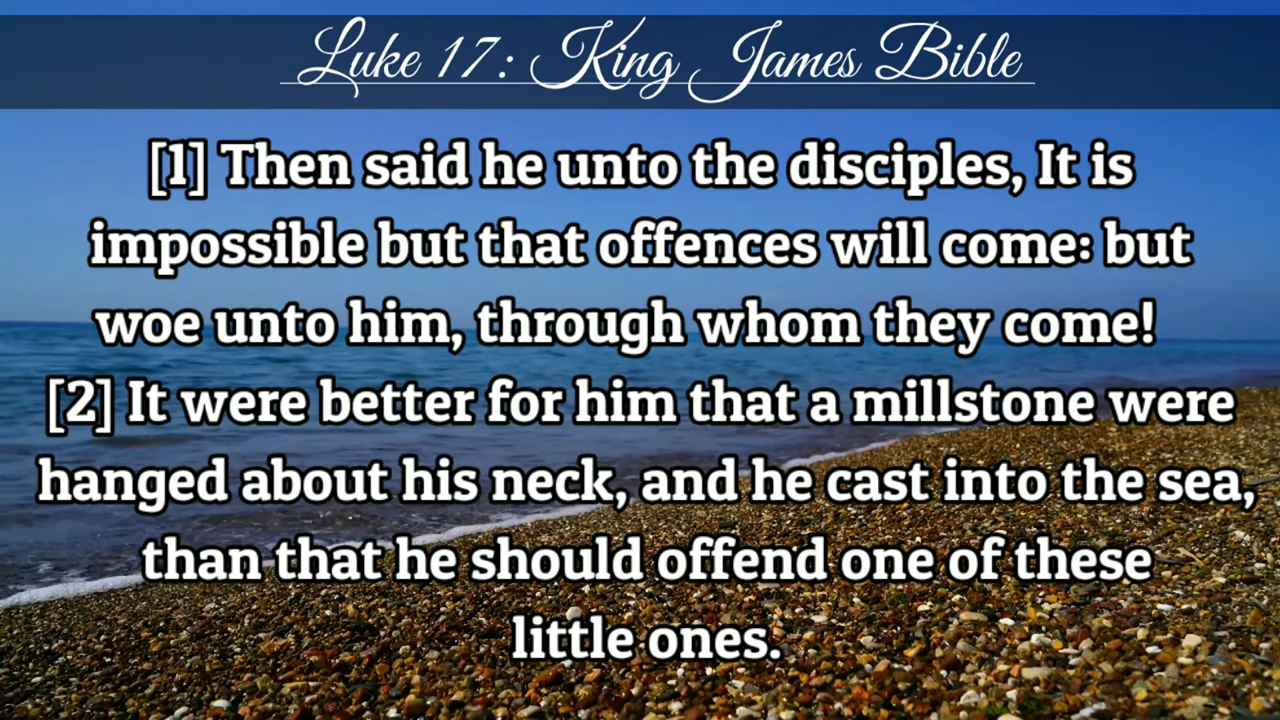 Luke 17: King James Bible
[1] Then said he unto the disciples, It is
impossible but that offences will come: but
woe unto him, through whom they come!
[2] It were better for him that a millstone were
hanged about his neck, and he cast into the sea,
than that he should offend one of these
little ones.